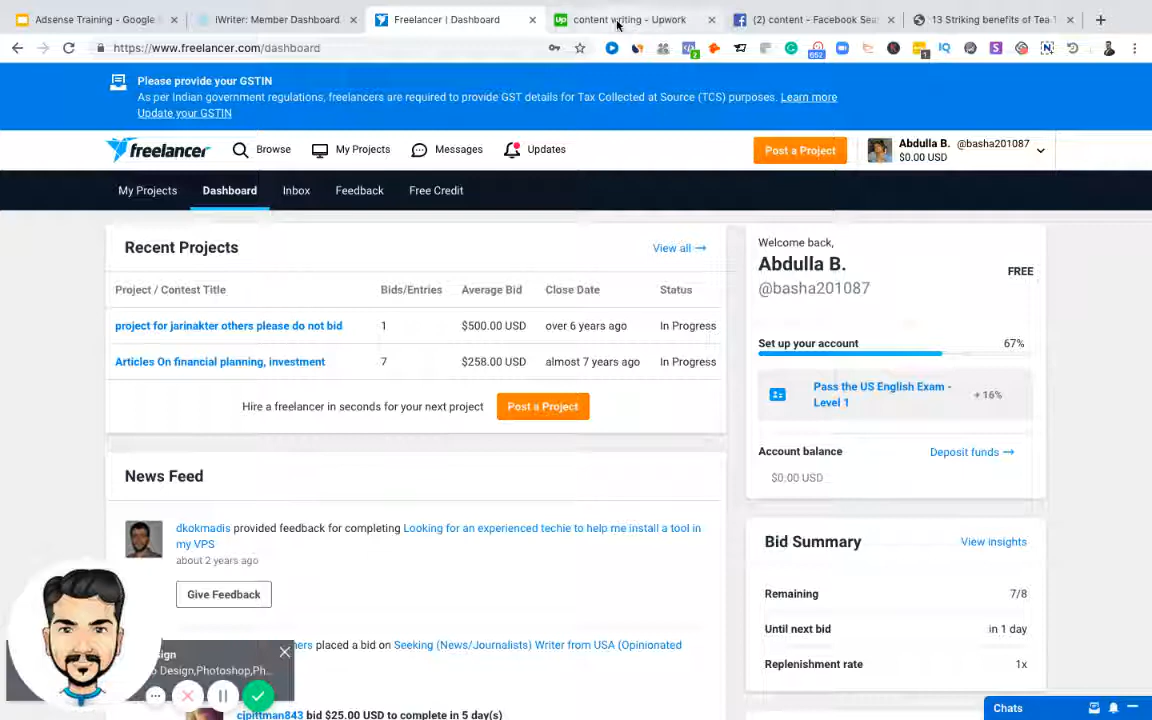 Adsense Training - Google
iWriter: Member Dashboard
Freelancer | Dashboard
content writing - Upwork
(2) content - Facebook Sea
13 Striking benefits of Tea T
https://www.freelancer.com/dashboard
2
652
IQ
1
Please provide your GSTIN
As per Indian government regulations, freelancers are required to provide GST details for Tax Collected at Source (TCS) purposes. Learn more
Update your GSTIN
freelancer
Browse
My Projects
Messages
Updates
Post a Project
Abdulla B. @basha201087
$0.00 USD
My Projects
Dashboard
Inbox
Feedback
Free Credit
Recent Projects
View all →
Project / Contest Title
Bids/Entries
Average Bid
Close Date
Status
project for jarinakter others please do not bid
1
$500.00 USD
over 6 years ago
In Progress
Articles On financial planning, investment
7
$258.00 USD
almost 7 years ago
In Progress
Hire a freelancer in seconds for your next project
Post a Project
News Feed
dkokmadis provided feedback for completing Looking for an experienced techie to help me install a tool in
my VPS
about 2 years ago
Give Feedback
placed a bid on Seeking (News/Journalists) Writer from USA (Opinionated
cjpittman843 bid $25.00 USD to complete in 5 day(s)
Welcome back,
Abdulla B.
FREE
@basha201087
Set up your account
67%
Pass the US English Exam -
Level 1
+ 16%
Account balance
Deposit funds →
$0.00 USD
Bid Summary
View insights
Remaining
7/8
Until next bid
in 1 day
Replenishment rate
1x
Design,Photoshop,Ph...
Chats